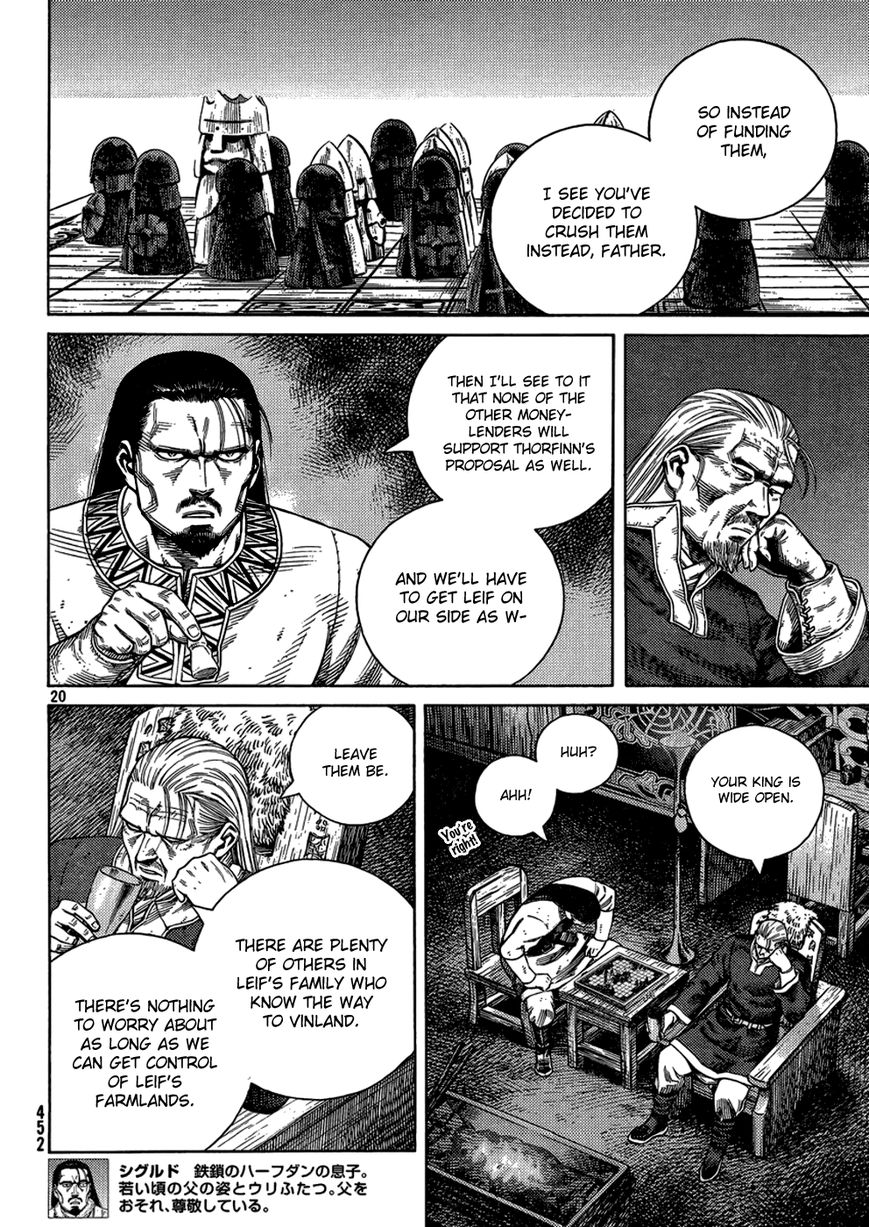 SO INSTEAD
OF FUNDING
THEM,
I SEE YOU'VE
DECIDED TO
CRUSH THEM
INSTEAD, FATHER.
THEN I'LL SEE TO IT
THAT NONE OF THE
OTHER MONEY-
LENDERS WILL
SUPPORT THORFINN'S
PROPOSAL AS WELL.
AND WE'LL HAVE
TO GET LEIF ON
OUR SIDE AS W-
20
LEAVE
THEM BE.
THERE ARE PLENTY
OF OTHERS IN
LEIF'S FAMILY WHO
KNOW THE WAY
TO VINLAND.
THERE'S NOTHING
TO WORRY ABOUT
AS LONG AS WE
CAN GET CONTROL
OF LEIF'S
FARMLANDS.
YOUR KING IS
WIDE OPEN.
HUH?
AHH!
You're
right!
452
シグルド 鉄鎖のハーフダンの息子。
若い頃の父の姿とウリふたつ。父を
おそれ、尊敬している。